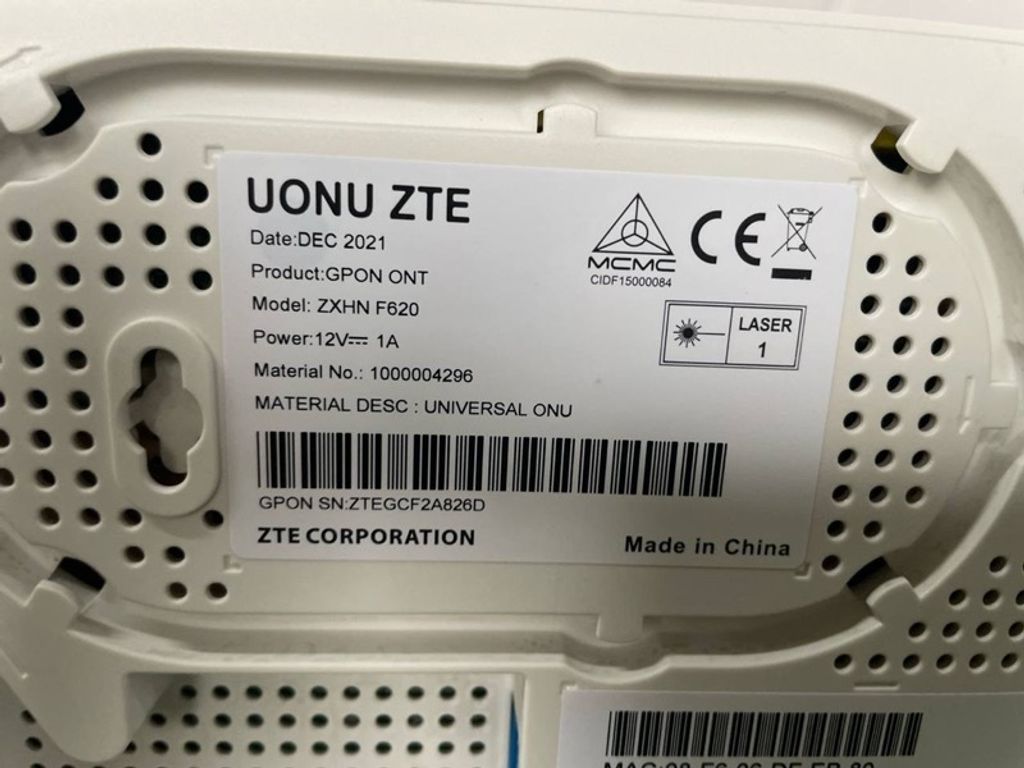 UONU ZTE
Date:DEC 2021
Product:GPON ONT
Model: ZXHN F620
Power:12V⎓ 1A
Material No.: 1000004296
MATERIAL DESC : UNIVERSAL ONU
GPON SN:ZTEGCF2A826D
ZTE CORPORATION
Made in China
MCMC
CIDF15000084
CE
LASER
1